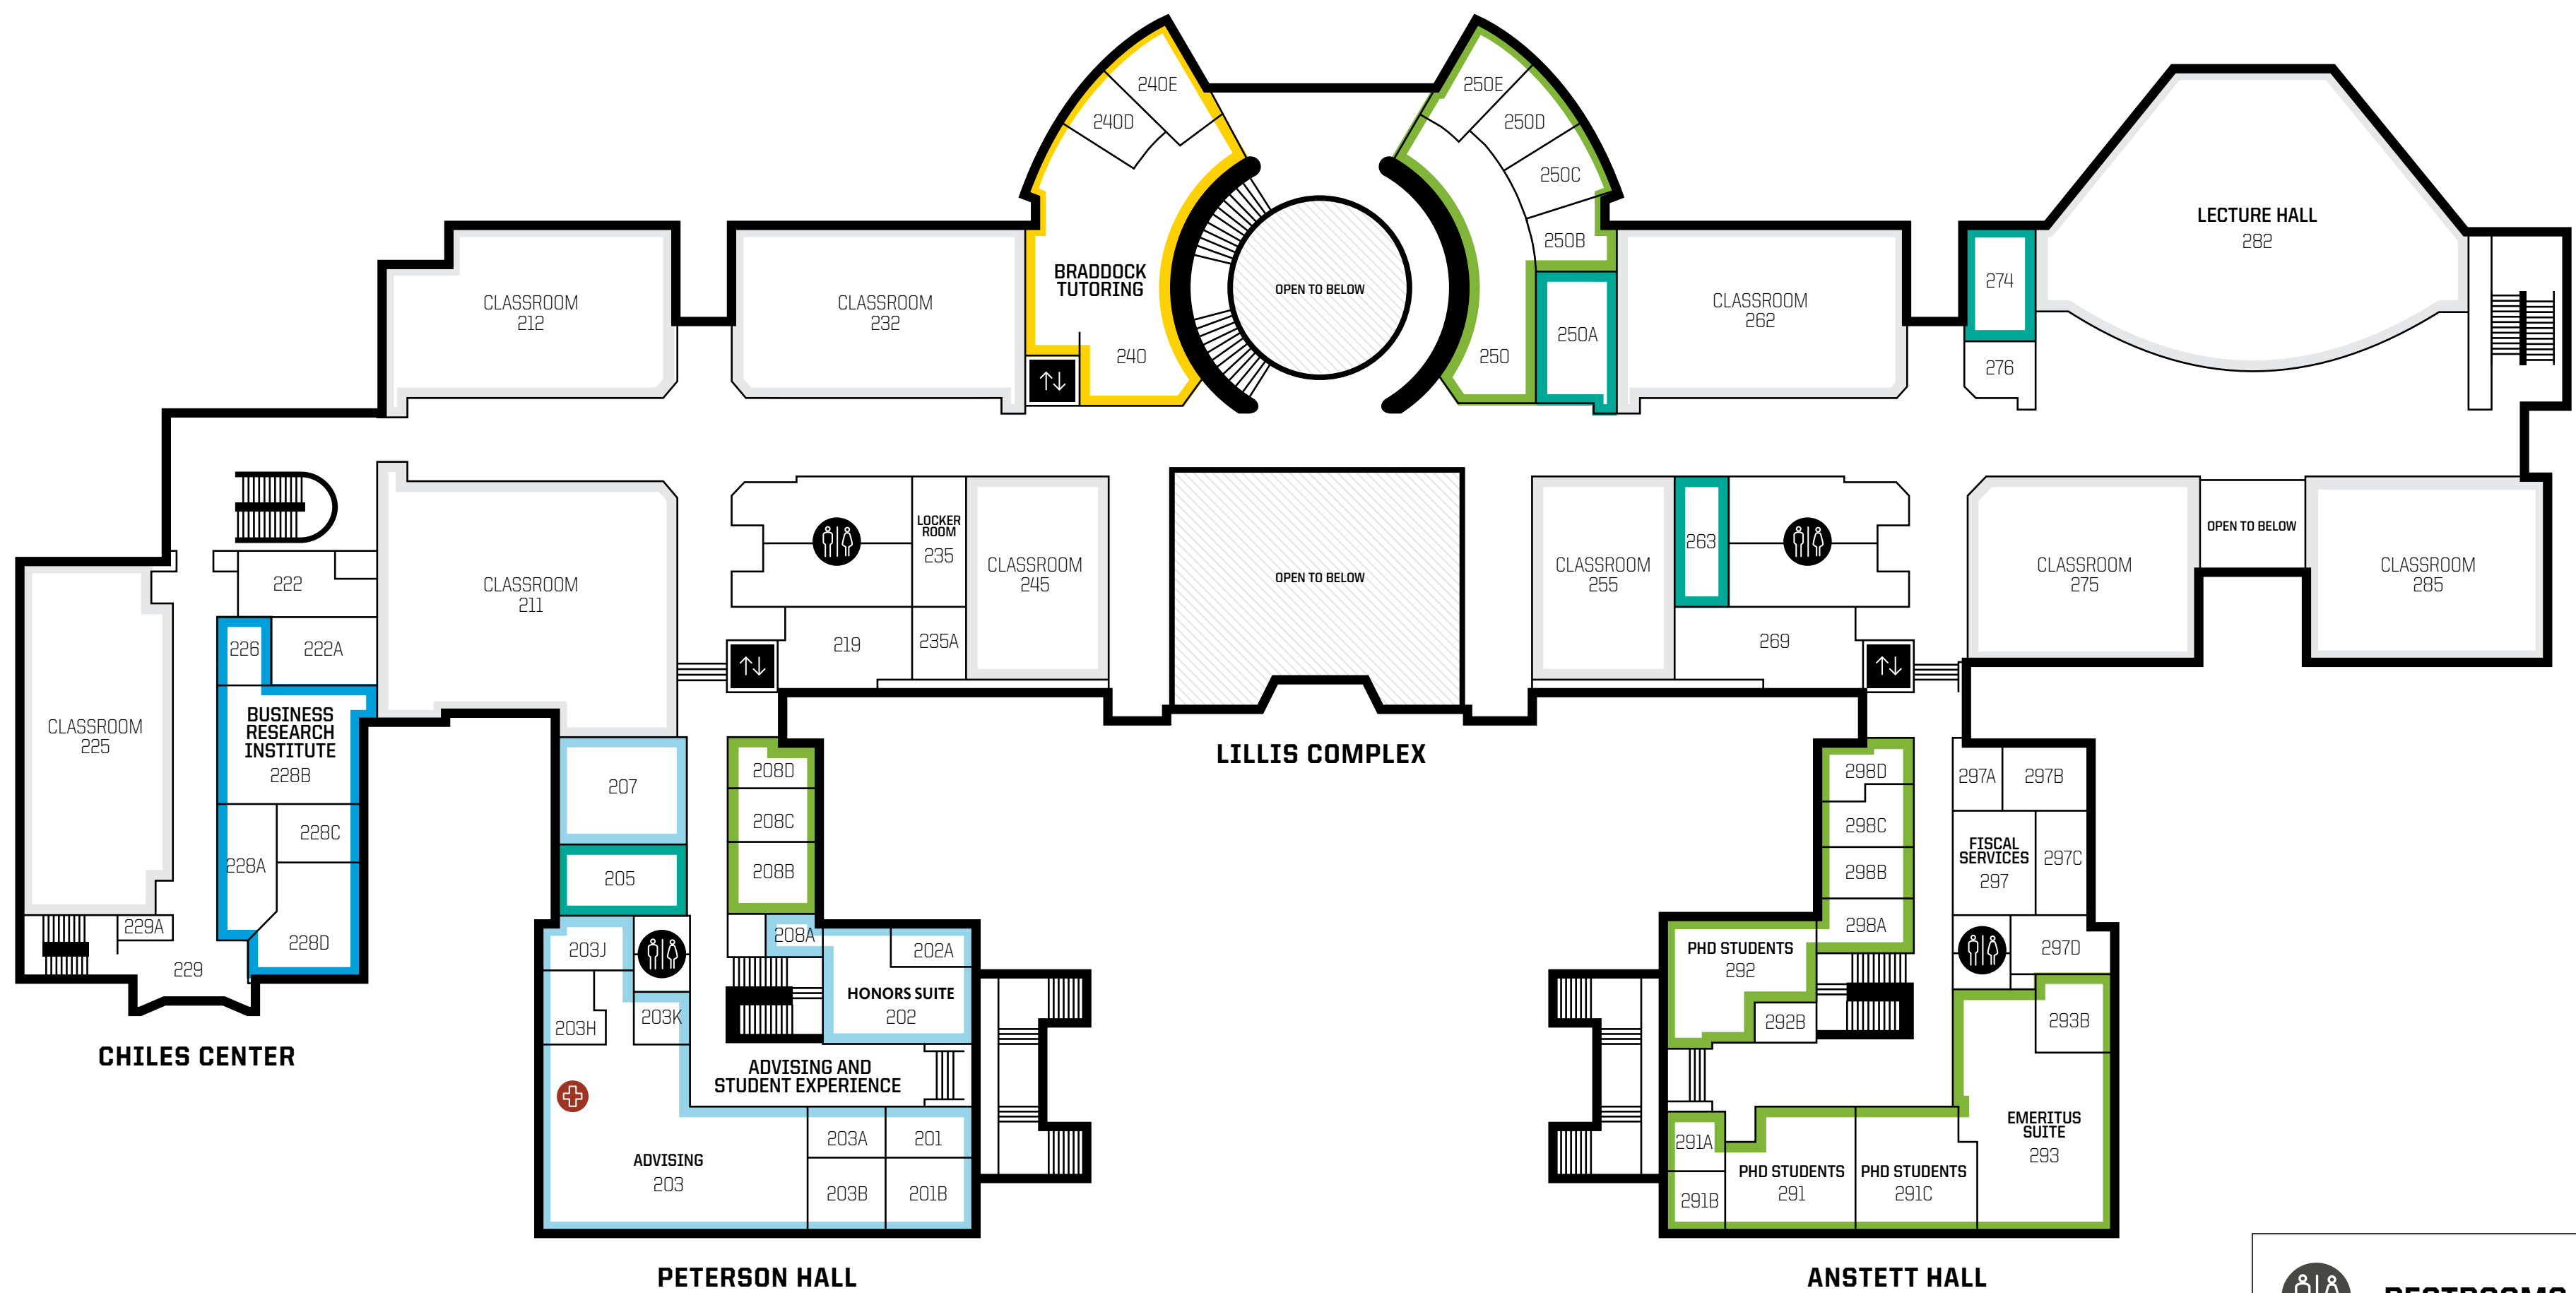 240E
240D
BRADDOCK
TUTORING
240
250E
250D
250C
250B
250A
250
OPEN TO BELOW
CLASSROOM
212
CLASSROOM
232
CLASSROOM
262
274
276
LECTURE HALL
282
222
222A
226
CLASSROOM
211
LOCKER
ROOM
235
235A
219
CLASSROOM
245
OPEN TO BELOW
CLASSROOM
255
263
269
CLASSROOM
275
OPEN TO BELOW
CLASSROOM
285
CLASSROOM
225
BUSINESS
RESEARCH
INSTITUTE
228B
228C
228A
228D
229A
229
CHILES CENTER
LILLIS COMPLEX
207
205
208D
208C
208B
208A
202A
HONORS SUITE
202
203J
203H
203K
ADVISING AND
STUDENT EXPERIENCE
ADVISING
203
203A
201
203B
201B
PETERSON HALL
298D
298C
298B
298A
297A
297B
FISCAL
SERVICES
297
297C
297D
PHD STUDENTS
292
292B
293B
EMERITUS
SUITE
293
291A
291B
PHD STUDENTS
291
PHD STUDENTS
291C
ANSTETT HALL
RESTROOMS